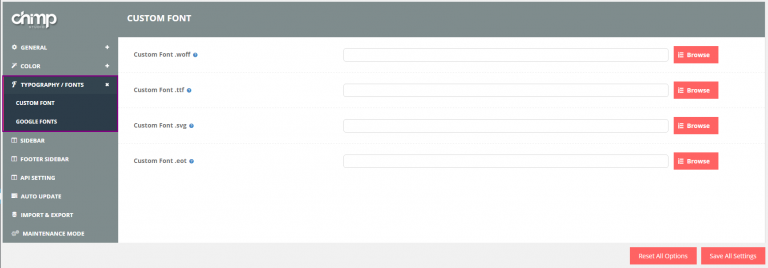 chimp
CUSTOM FONT
GENERAL
COLOR
TYPOGRAPHY / FONTS
CUSTOM FONT
GOOGLE FONTS
SIDEBAR
FOOTER SIDEBAR
API SETTING
AUTO UPDATE
IMPORT & EXPORT
MAINTENANCE MODE
Custom Font .woff
Browse
Custom Font .ttf
Browse
Custom Font .svg
Browse
Custom Font .eot
Browse
Reset All Options
Save All Settings